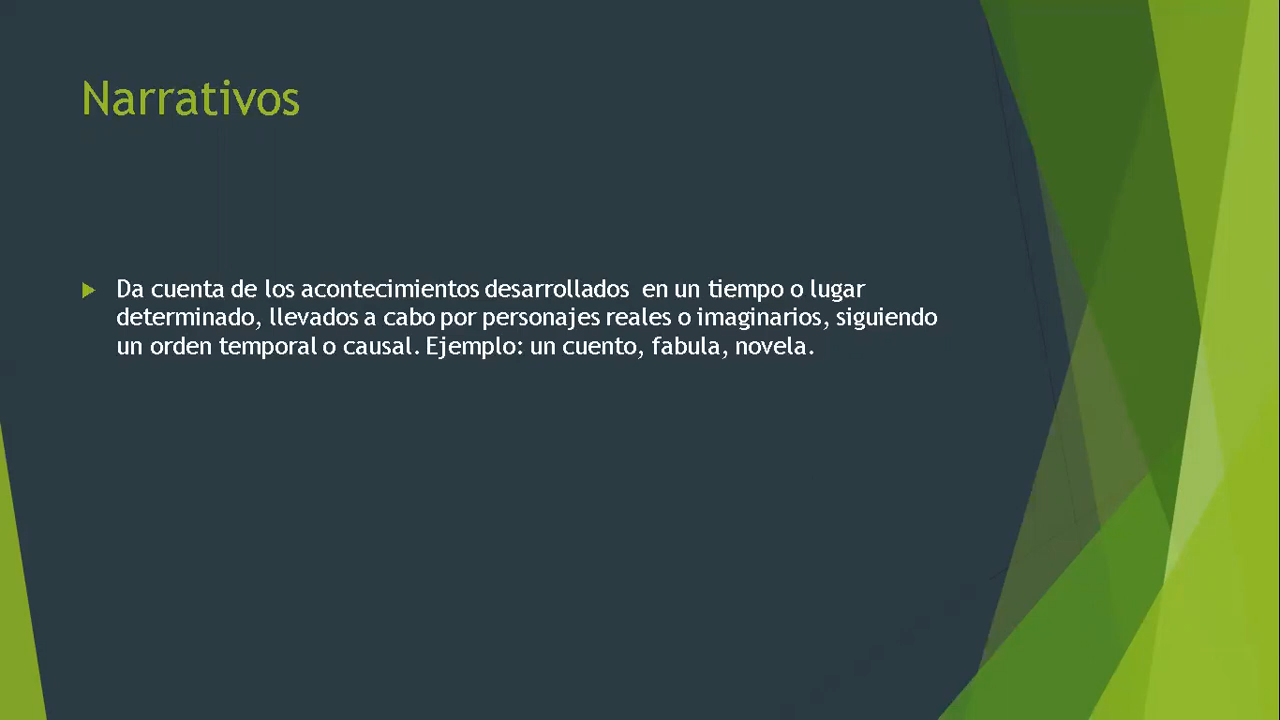 Narrativos
Da cuenta de los acontecimientos desarrollados  en un tiempo o lugar
determinado, llevados a cabo por personajes reales o imaginarios, siguiendo
un orden temporal o causal. Ejemplo: un cuento, fabula, novela.